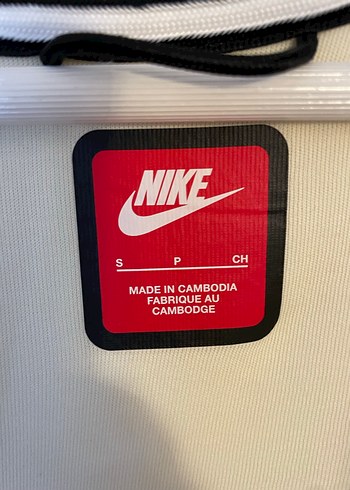 NIKE
S P CH
MADE IN CAMBODIA
FABRIQUE AU
CAMBODGE